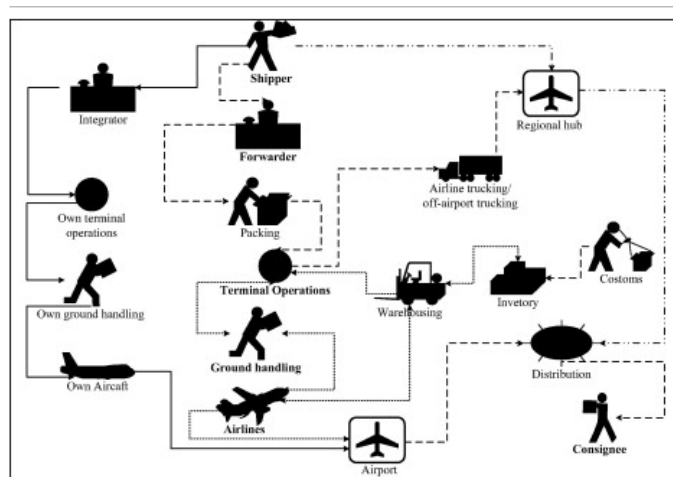 Shipper
Integrator
Regional hub
Forwarder
Airline trucking/
off-airport trucking
Own terminal
operations
Packing
Terminal Operations
Warehousing
Invetory
Customs
Own ground handling
Ground handling
Distribution
Own Aircaft
Airlines
Airport
Consignee